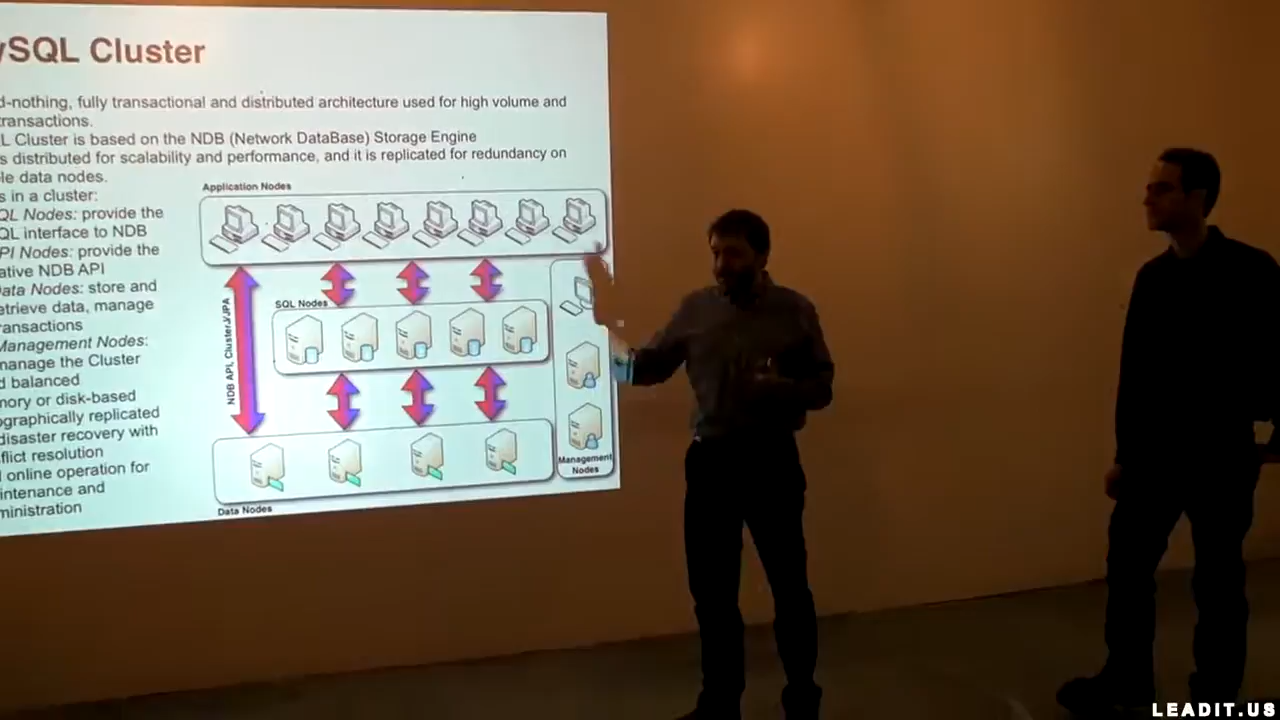 ySQL Cluster
d-nothing, fully transactional and distributed architecture used for high volume and
transactions.
L Cluster is based on the NDB (Network DataBase) Storage Engine
s distributed for scalability and performance, and it is replicated for redundancy on
le data nodes.
s in a cluster:
QL Nodes: provide the
QL interface to NDB
PI Nodes: provide the
ative NDB API
ata Nodes: store and
etrieve data, manage
ansactions
Management Nodes:
manage the Cluster
d balanced
mory or disk-based
ographically replicated
disaster recovery with
flict resolution
l online operation for
intenance and
ministration
Application Nodes
SQL Nodes
NDB API, ClusterJ/JPA
Management
Nodes
Data Nodes
LEADIT.US